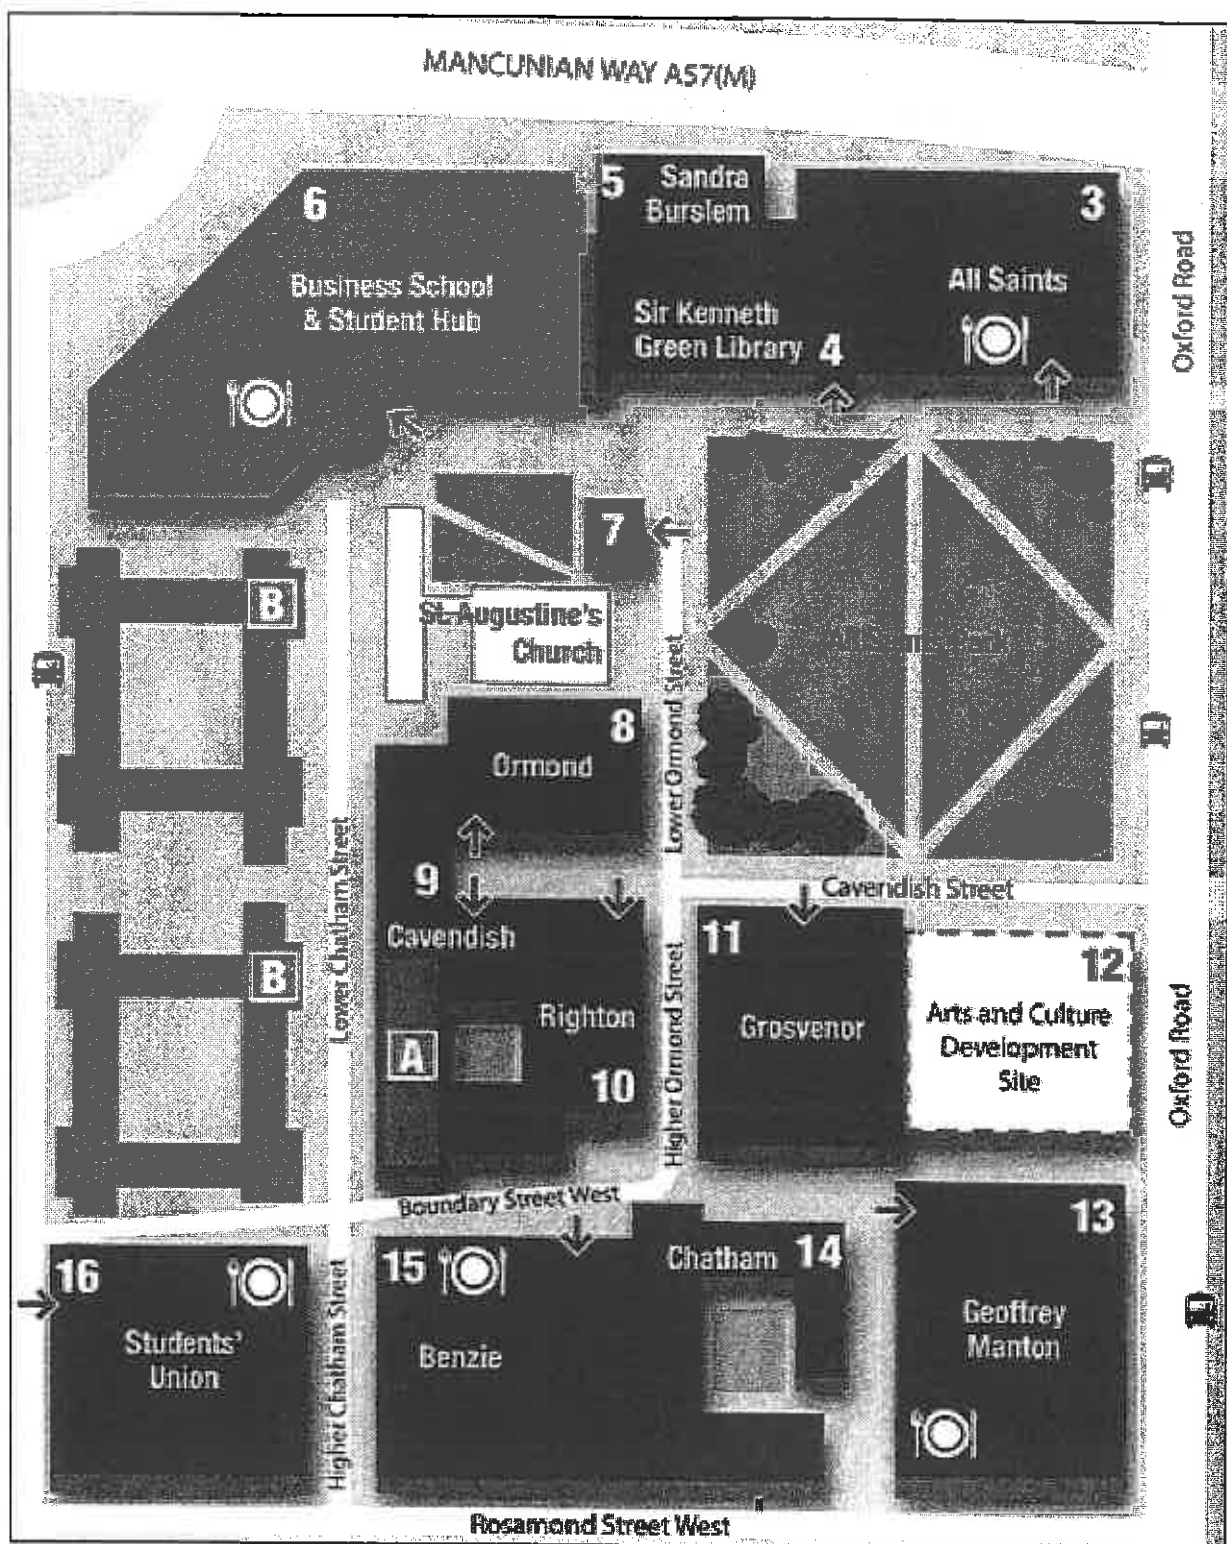 MANCUNIAN WAY A57(M)
6
Business School
& Student Hub
5
Sandra
Burslem
3
All Saints
Sir Kenneth
Green Library 4
Oxford Road
7
St. Augustine's
Church
Lower Ormond Street
B
8
Ormond
Lower Chatham Street
9
Cavendish
Cavendish Street
B
A
Righton
10
Higher Ormond Street
11
Grosvenor
12
Arts and Culture
Development
Site
Oxford Road
Boundary Street West
16
Students'
Union
Higher Chatham Street
15
Benzie
Chatham 14
13
Geoffrey
Manton
Rosamond Street West